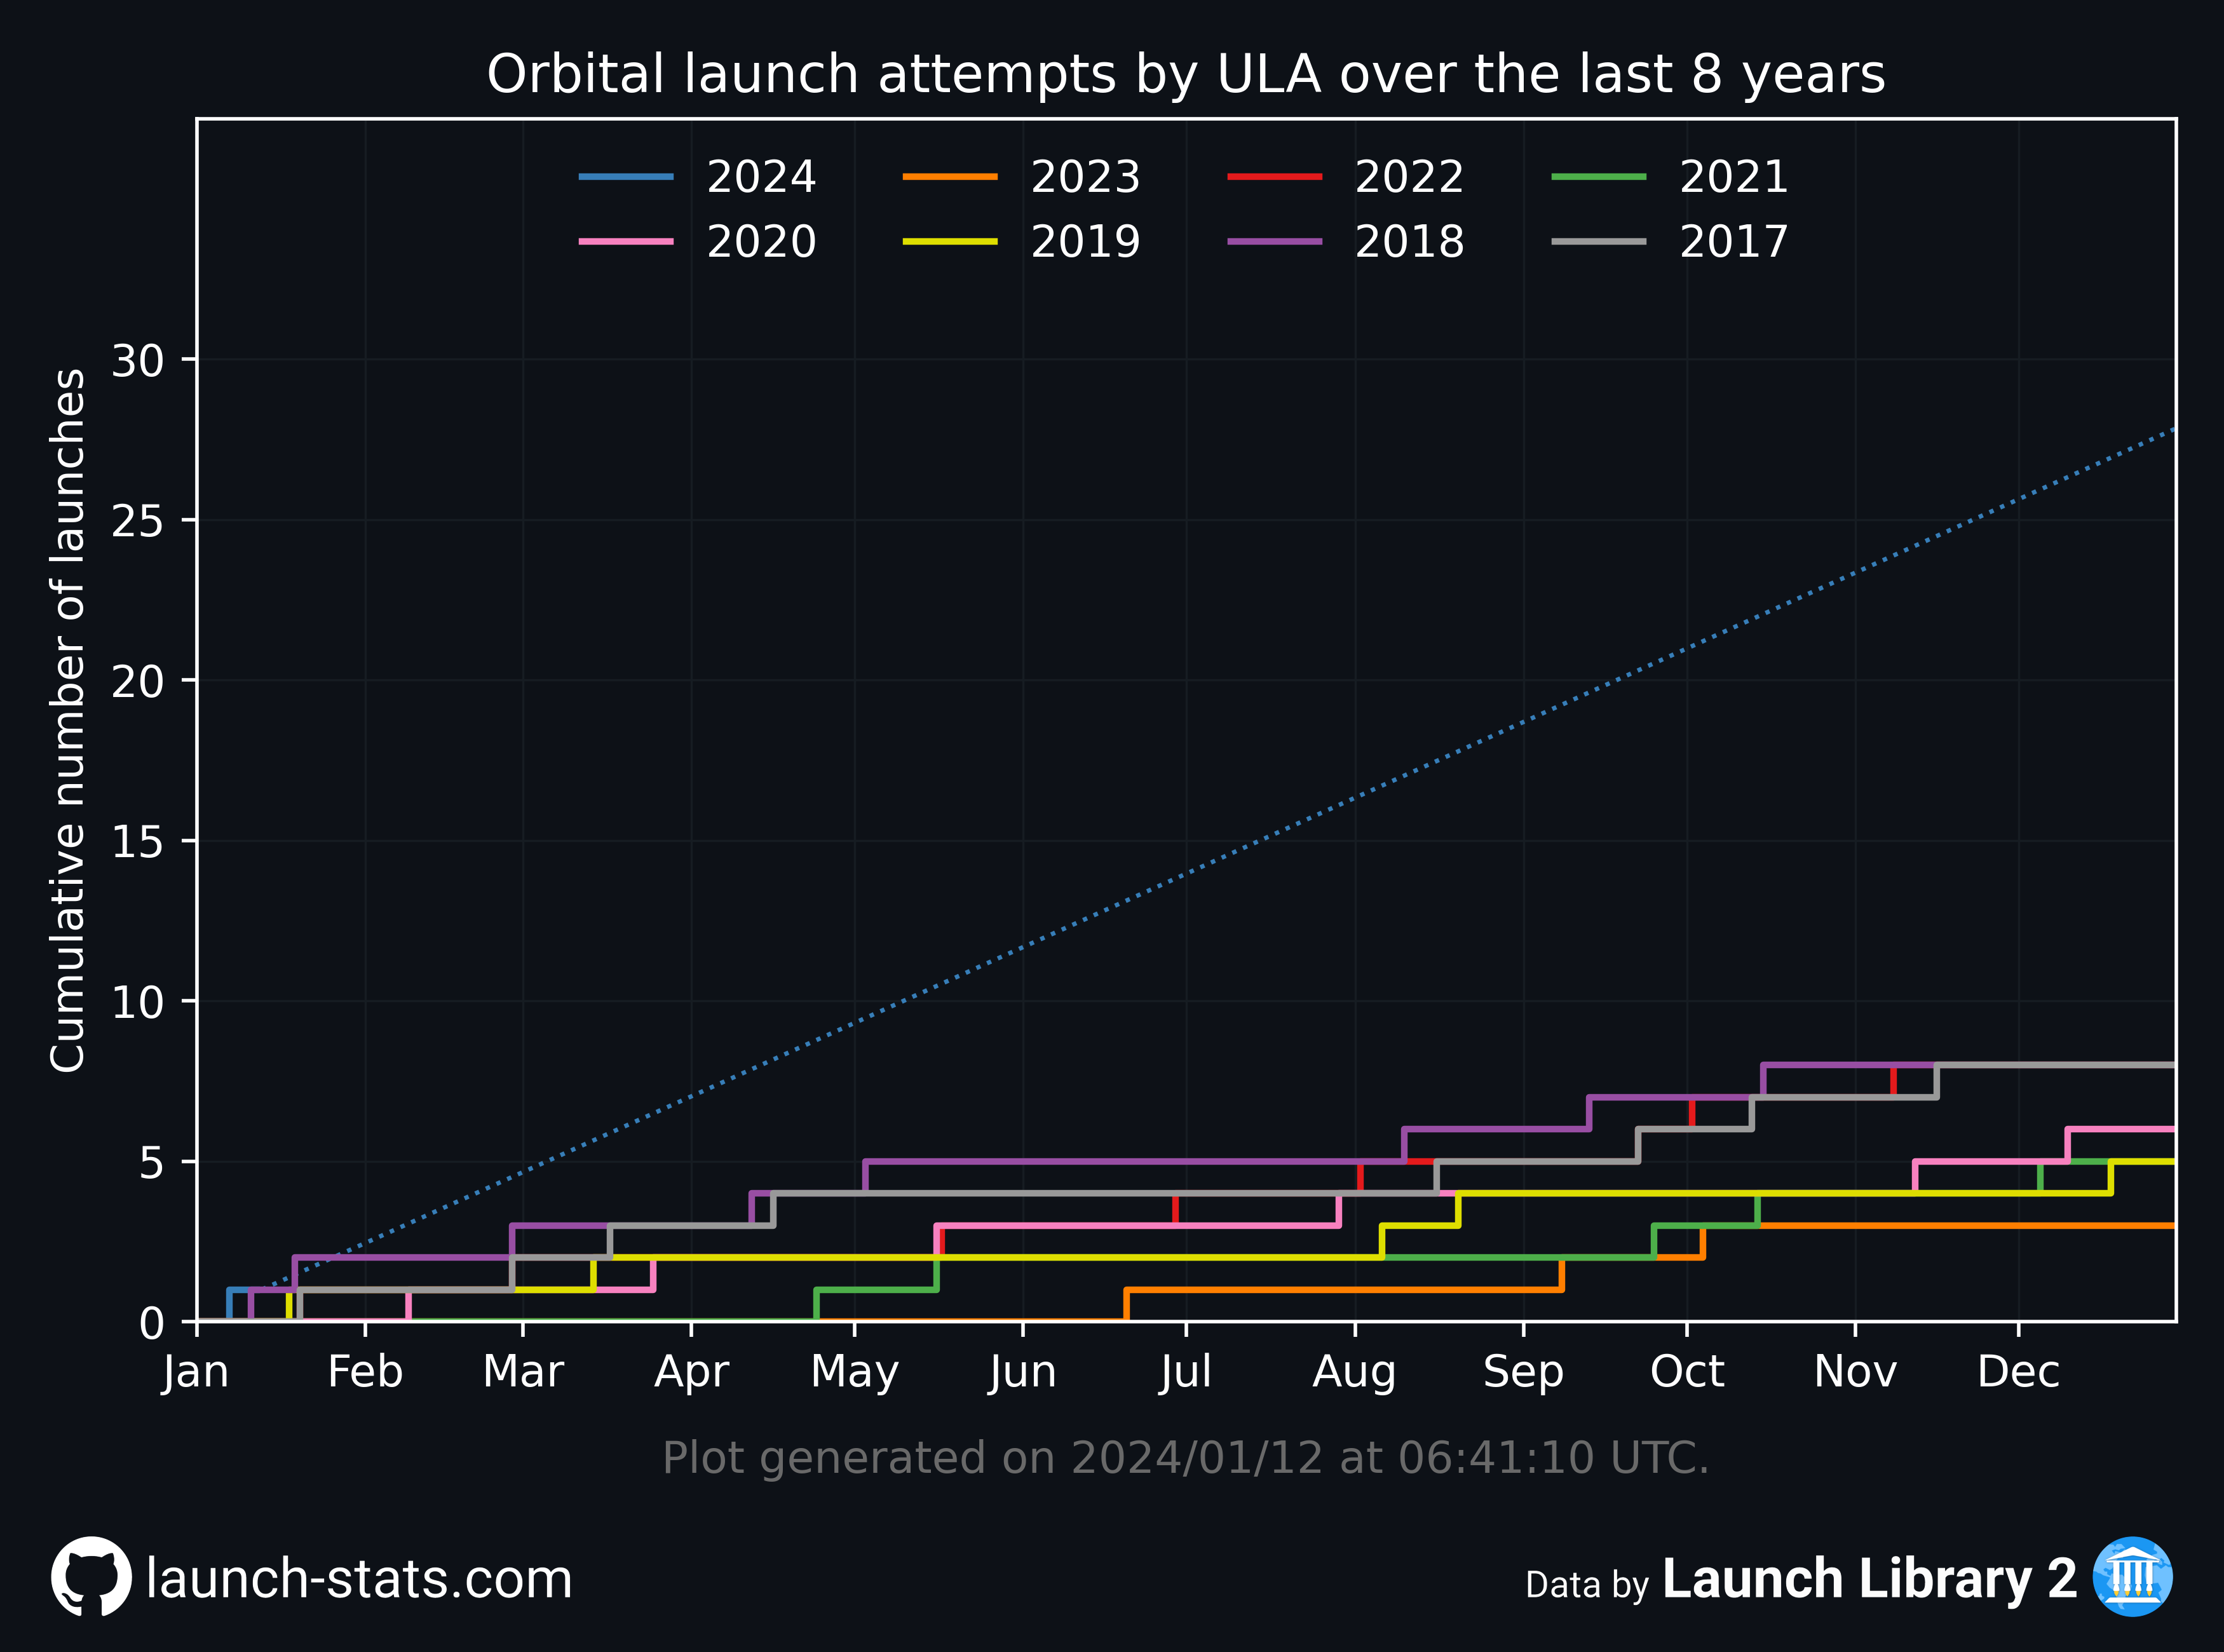 Orbital launch attempts by ULA over the last 8 years
2024 2023 2022 2021
2020 2019 2018 2017
Cumulative number of launches
30
25
20
15
10
5
0
Jan Feb Mar Apr May Jun Jul Aug Sep Oct Nov Dec
Plot generated on 2024/01/12 at 06:41:10 UTC.
launch-stats.com
Data by Launch Library 2